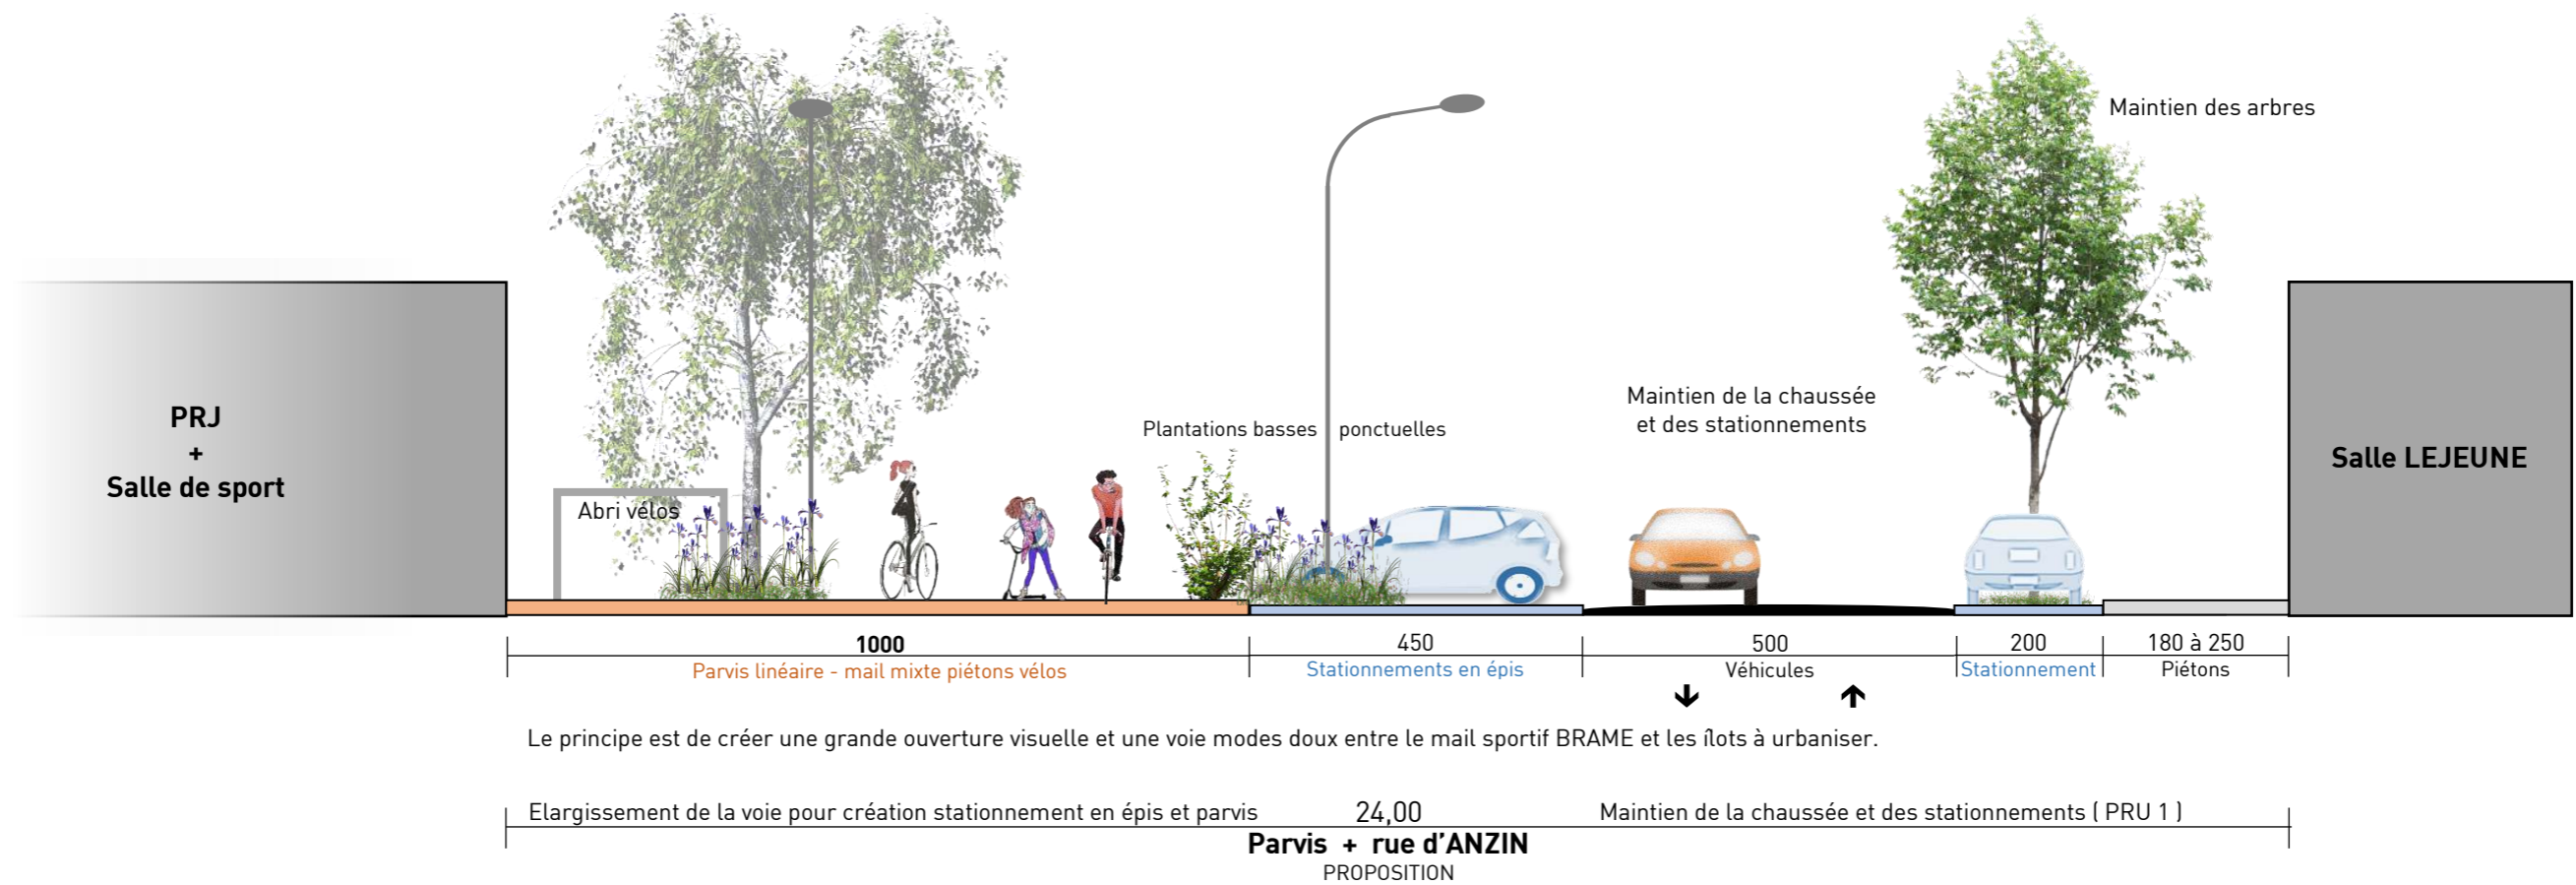 Maintien des arbres
Maintien de la chaussée
et des stationnements
Plantations basses ponctuelles
PRJ
+
Salle de sport
Salle LEJEUNE
Abri vélos
1000
450
500
200
180 à 250
Parvis linéaire - mail mixte piétons vélos
Stationnements en épis
Véhicules
Stationnement
Piétons
Le principe est de créer une grande ouverture visuelle et une voie modes doux entre le mail sportif BRAME et les îlots à urbaniser.
Elargissement de la voie pour création stationnement en épis et parvis
24,00
Maintien de la chaussée et des stationnements ( PRU 1 )
Parvis + rue d'ANZIN
PROPOSITION